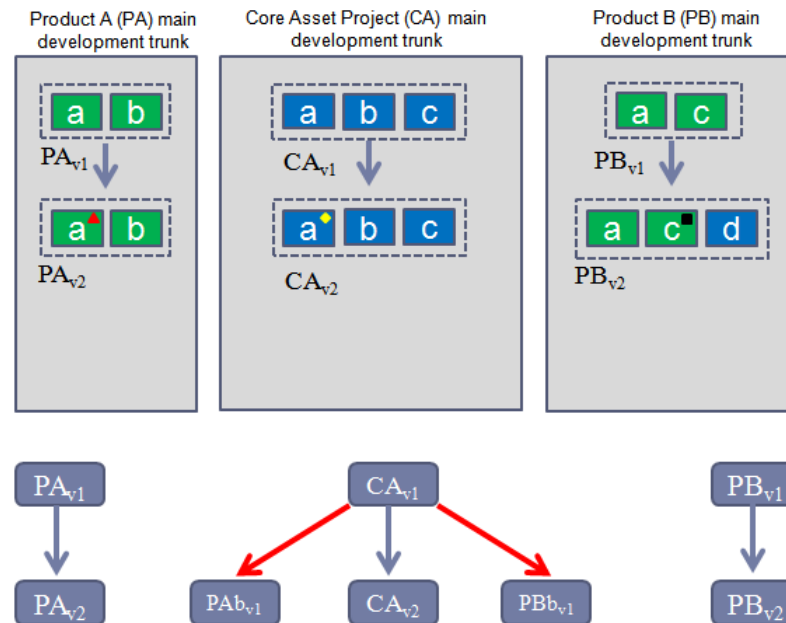 Product A (PA) main
development trunk
Core Asset Project (CA) main
development trunk
Product B (PB) main
development trunk
a b
PAv1
a b
PAv2
a b c
CAv1
a b c
CAv2
a c
PBv1
a c d
PBv2
PAv1 CAv1 PBv1
PAv2 PAbv1 CAv2 PBbv1 PBv2